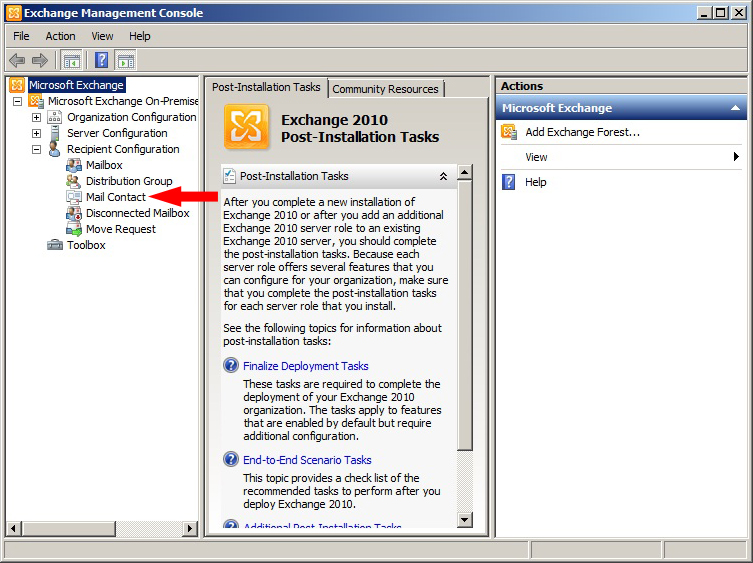 Exchange Management Console
File Action View Help
Microsoft Exchange
Microsoft Exchange On-Premise
Organization Configuration
Server Configuration
Recipient Configuration
Mailbox
Distribution Group
Mail Contact
Disconnected Mailbox
Move Request
Toolbox
Post-Installation Tasks
Community Resources
Exchange 2010
Post-Installation Tasks
Post-Installation Tasks
After you complete a new installation of
Exchange 2010 or after you add an additional
Exchange 2010 server role to an existing
Exchange 2010 server, you should complete
the post-installation tasks. Because each
server role offers several features that you
can configure for your organization, make sure
that you complete the post-installation tasks
for each server role that you install.
See the following topics for information about
post-installation tasks:
Finalize Deployment Tasks
These tasks are required to complete the
deployment of your Exchange 2010
organization. The tasks apply to features
that are enabled by default but require
additional configuration.
End-to-End Scenario Tasks
This topic provides a check list of the
recommended tasks to perform after you
deploy Exchange 2010.
Additional Post-Installation Tasks
Actions
Microsoft Exchange
Add Exchange Forest...
View
Help